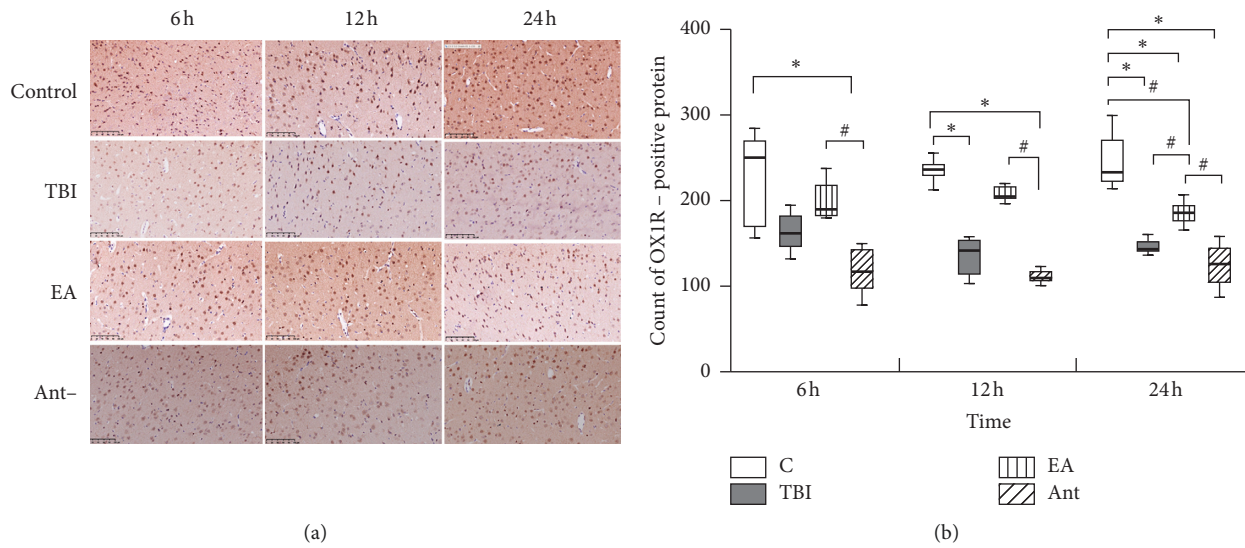 6h 12h 24h
Control
TBI
EA
Ant–
(a)
Count of OX1R – positive protein
400
300
200
100
0
* # * * # * * * # # #
6h 12h 24h
Time
C EA
TBI Ant
(b)